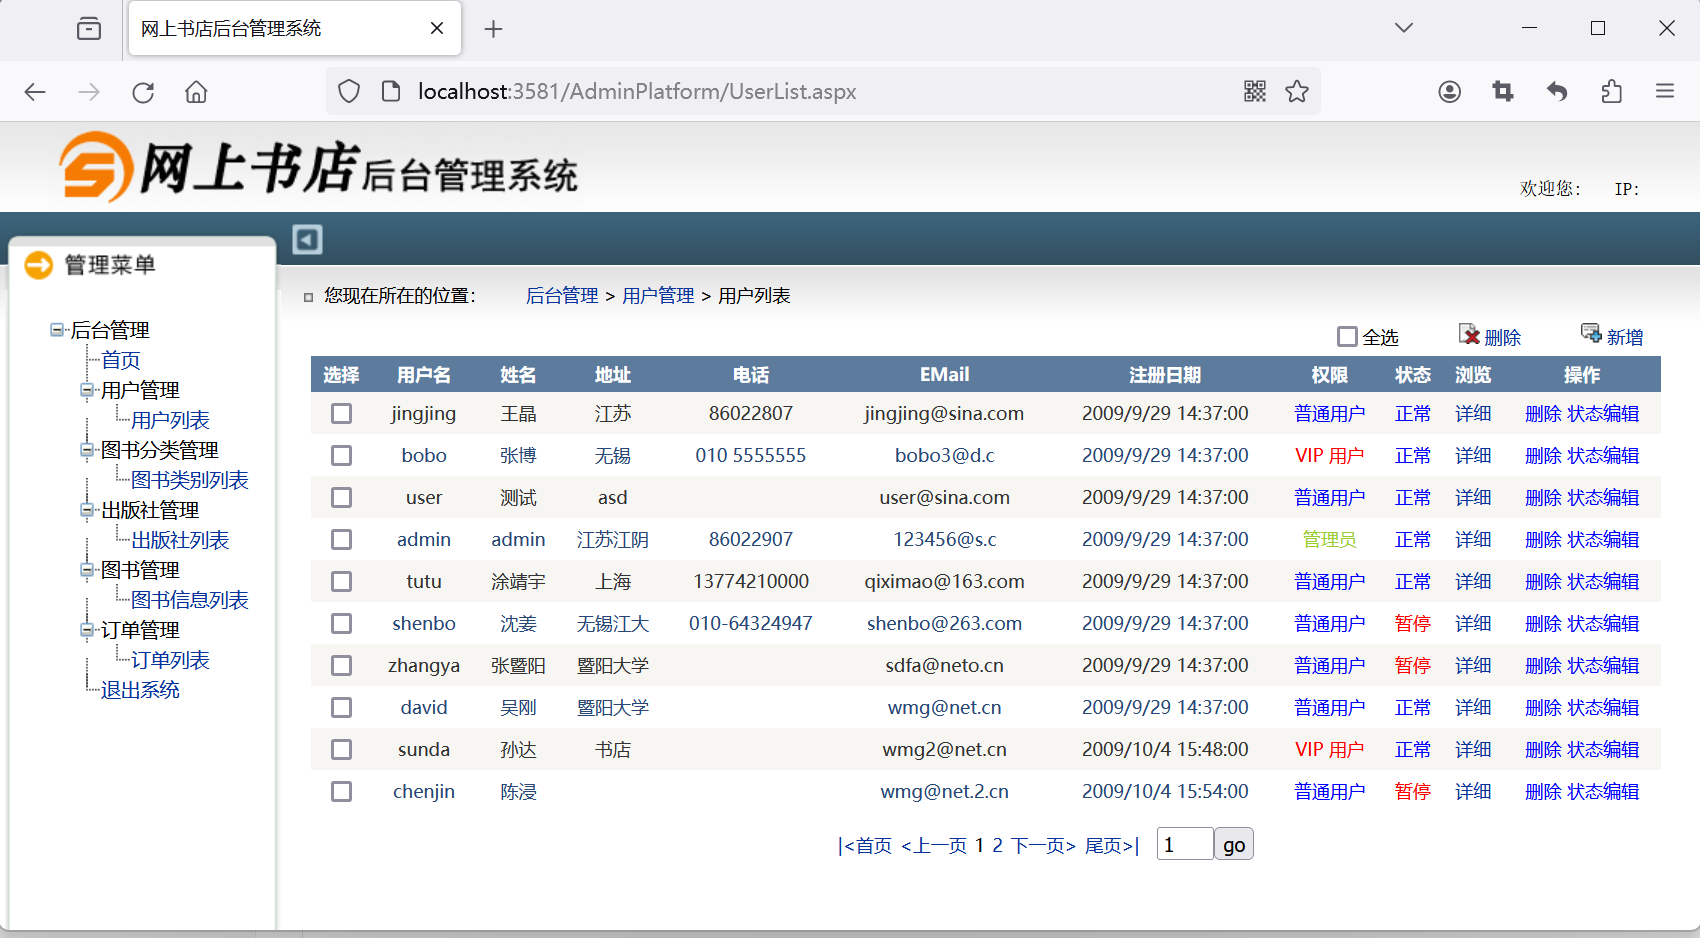 网上书店后台管理系统
localhost:3581/AdminPlatform/UserList.aspx
网上书店后台管理系统
欢迎您： IP:
管理菜单
后台管理
首页
用户管理
用户列表
图书分类管理
图书类别列表
出版社管理
出版社列表
图书管理
图书信息列表
订单管理
订单列表
退出系统
您现在所在的位置： 后台管理 > 用户管理 > 用户列表
全选 删除 新增
选择 用户名 姓名 地址 电话 EMail 注册日期 权限 状态 浏览 操作
jingjing 王晶 江苏 86022807 jingjing@sina.com 2009/9/29 14:37:00 普通用户 正常 详细 删除 状态编辑
bobo 张博 无锡 010 5555555 bobo3@d.c 2009/9/29 14:37:00 VIP 用户 正常 详细 删除 状态编辑
user 测试 asd user@sina.com 2009/9/29 14:37:00 普通用户 正常 详细 删除 状态编辑
admin admin 江苏江阴 86022907 123456@s.c 2009/9/29 14:37:00 管理员 正常 详细 删除 状态编辑
tutu 涂靖宇 上海 13774210000 qiximao@163.com 2009/9/29 14:37:00 普通用户 正常 详细 删除 状态编辑
shenbo 沈姜 无锡江大 010-64324947 shenbo@263.com 2009/9/29 14:37:00 普通用户 暂停 详细 删除 状态编辑
zhangya 张暨阳 暨阳大学 sdfa@neto.cn 2009/9/29 14:37:00 普通用户 暂停 详细 删除 状态编辑
david 吴刚 暨阳大学 wmg@net.cn 2009/9/29 14:37:00 普通用户 正常 详细 删除 状态编辑
sunda 孙达 书店 wmg2@net.cn 2009/10/4 15:48:00 VIP 用户 正常 详细 删除 状态编辑
chenjin 陈浸 wmg@net.2.cn 2009/10/4 15:54:00 普通用户 暂停 详细 删除 状态编辑
|<首页 <上一页 1 2 下一页> 尾页>| 1 go